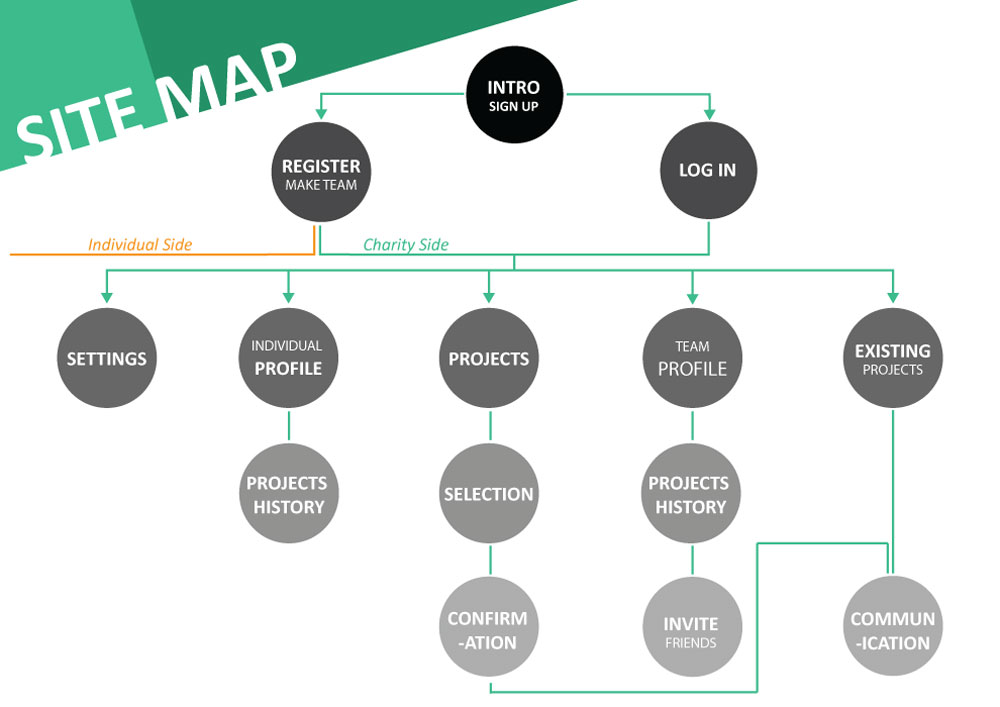 SITE MAP
INTRO
SIGN UP
REGISTER
MAKE TEAM
LOG IN
Individual Side
Charity Side
SETTINGS
INDIVIDUAL
PROFILE
PROJECTS
TEAM
PROFILE
EXISTING
PROJECTS
PROJECTS
HISTORY
SELECTION
PROJECTS
HISTORY
CONFIRM
-ATION
INVITE
FRIENDS
COMMUN
-ICATION